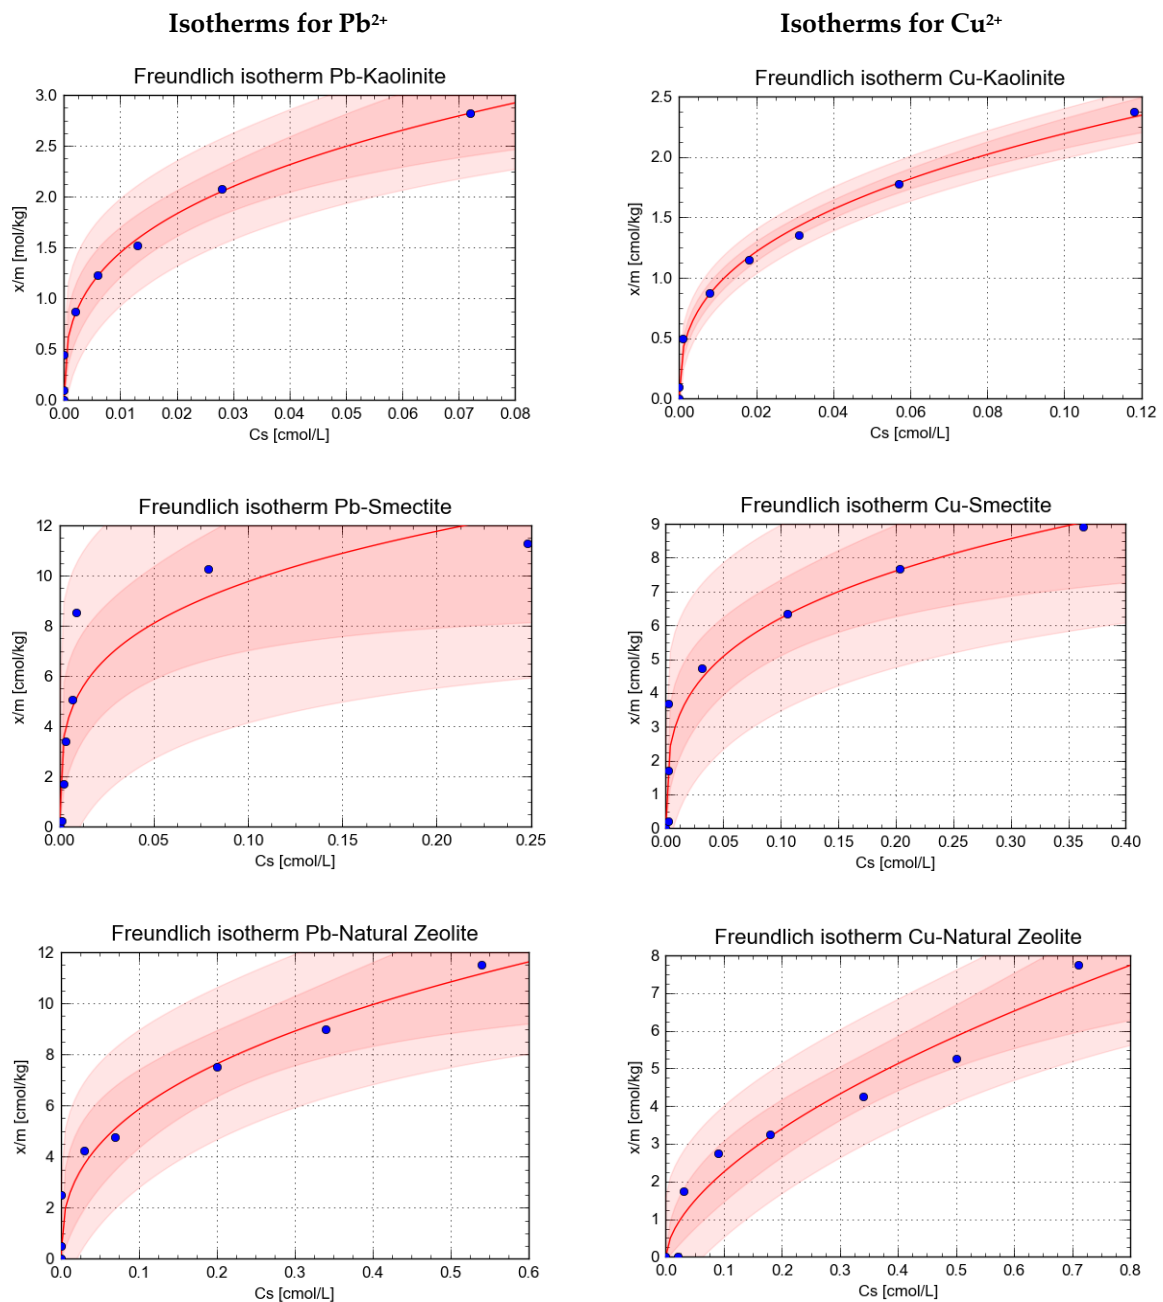 Isotherms for Pb²⁺
Isotherms for Cu²⁺
Freundlich isotherm Pb-Kaolinite
3.0
2.5
2.0
1.5
1.0
0.5
0.0
x/m [mol/kg]
0.00 0.01 0.02 0.03 0.04 0.05 0.06 0.07 0.08
Cs [cmol/L]
Freundlich isotherm Cu-Kaolinite
2.5
2.0
1.5
1.0
0.5
0.0
x/m [cmol/kg]
0.00 0.02 0.04 0.06 0.08 0.10 0.12
Cs [cmol/L]
Freundlich isotherm Pb-Smectite
12
10
8
6
4
2
0
x/m [cmol/kg]
0.00 0.05 0.10 0.15 0.20 0.25
Cs [cmol/L]
Freundlich isotherm Cu-Smectite
9
8
7
6
5
4
3
2
1
0
x/m [cmol/kg]
0.00 0.05 0.10 0.15 0.20 0.25 0.30 0.35 0.40
Cs [cmol/L]
Freundlich isotherm Pb-Natural Zeolite
12
10
8
6
4
2
0
x/m [cmol/kg]
0.0 0.1 0.2 0.3 0.4 0.5 0.6
Cs [cmol/L]
Freundlich isotherm Cu-Natural Zeolite
8
7
6
5
4
3
2
1
0
x/m [cmol/kg]
0.0 0.1 0.2 0.3 0.4 0.5 0.6 0.7 0.8
Cs [cmol/L]